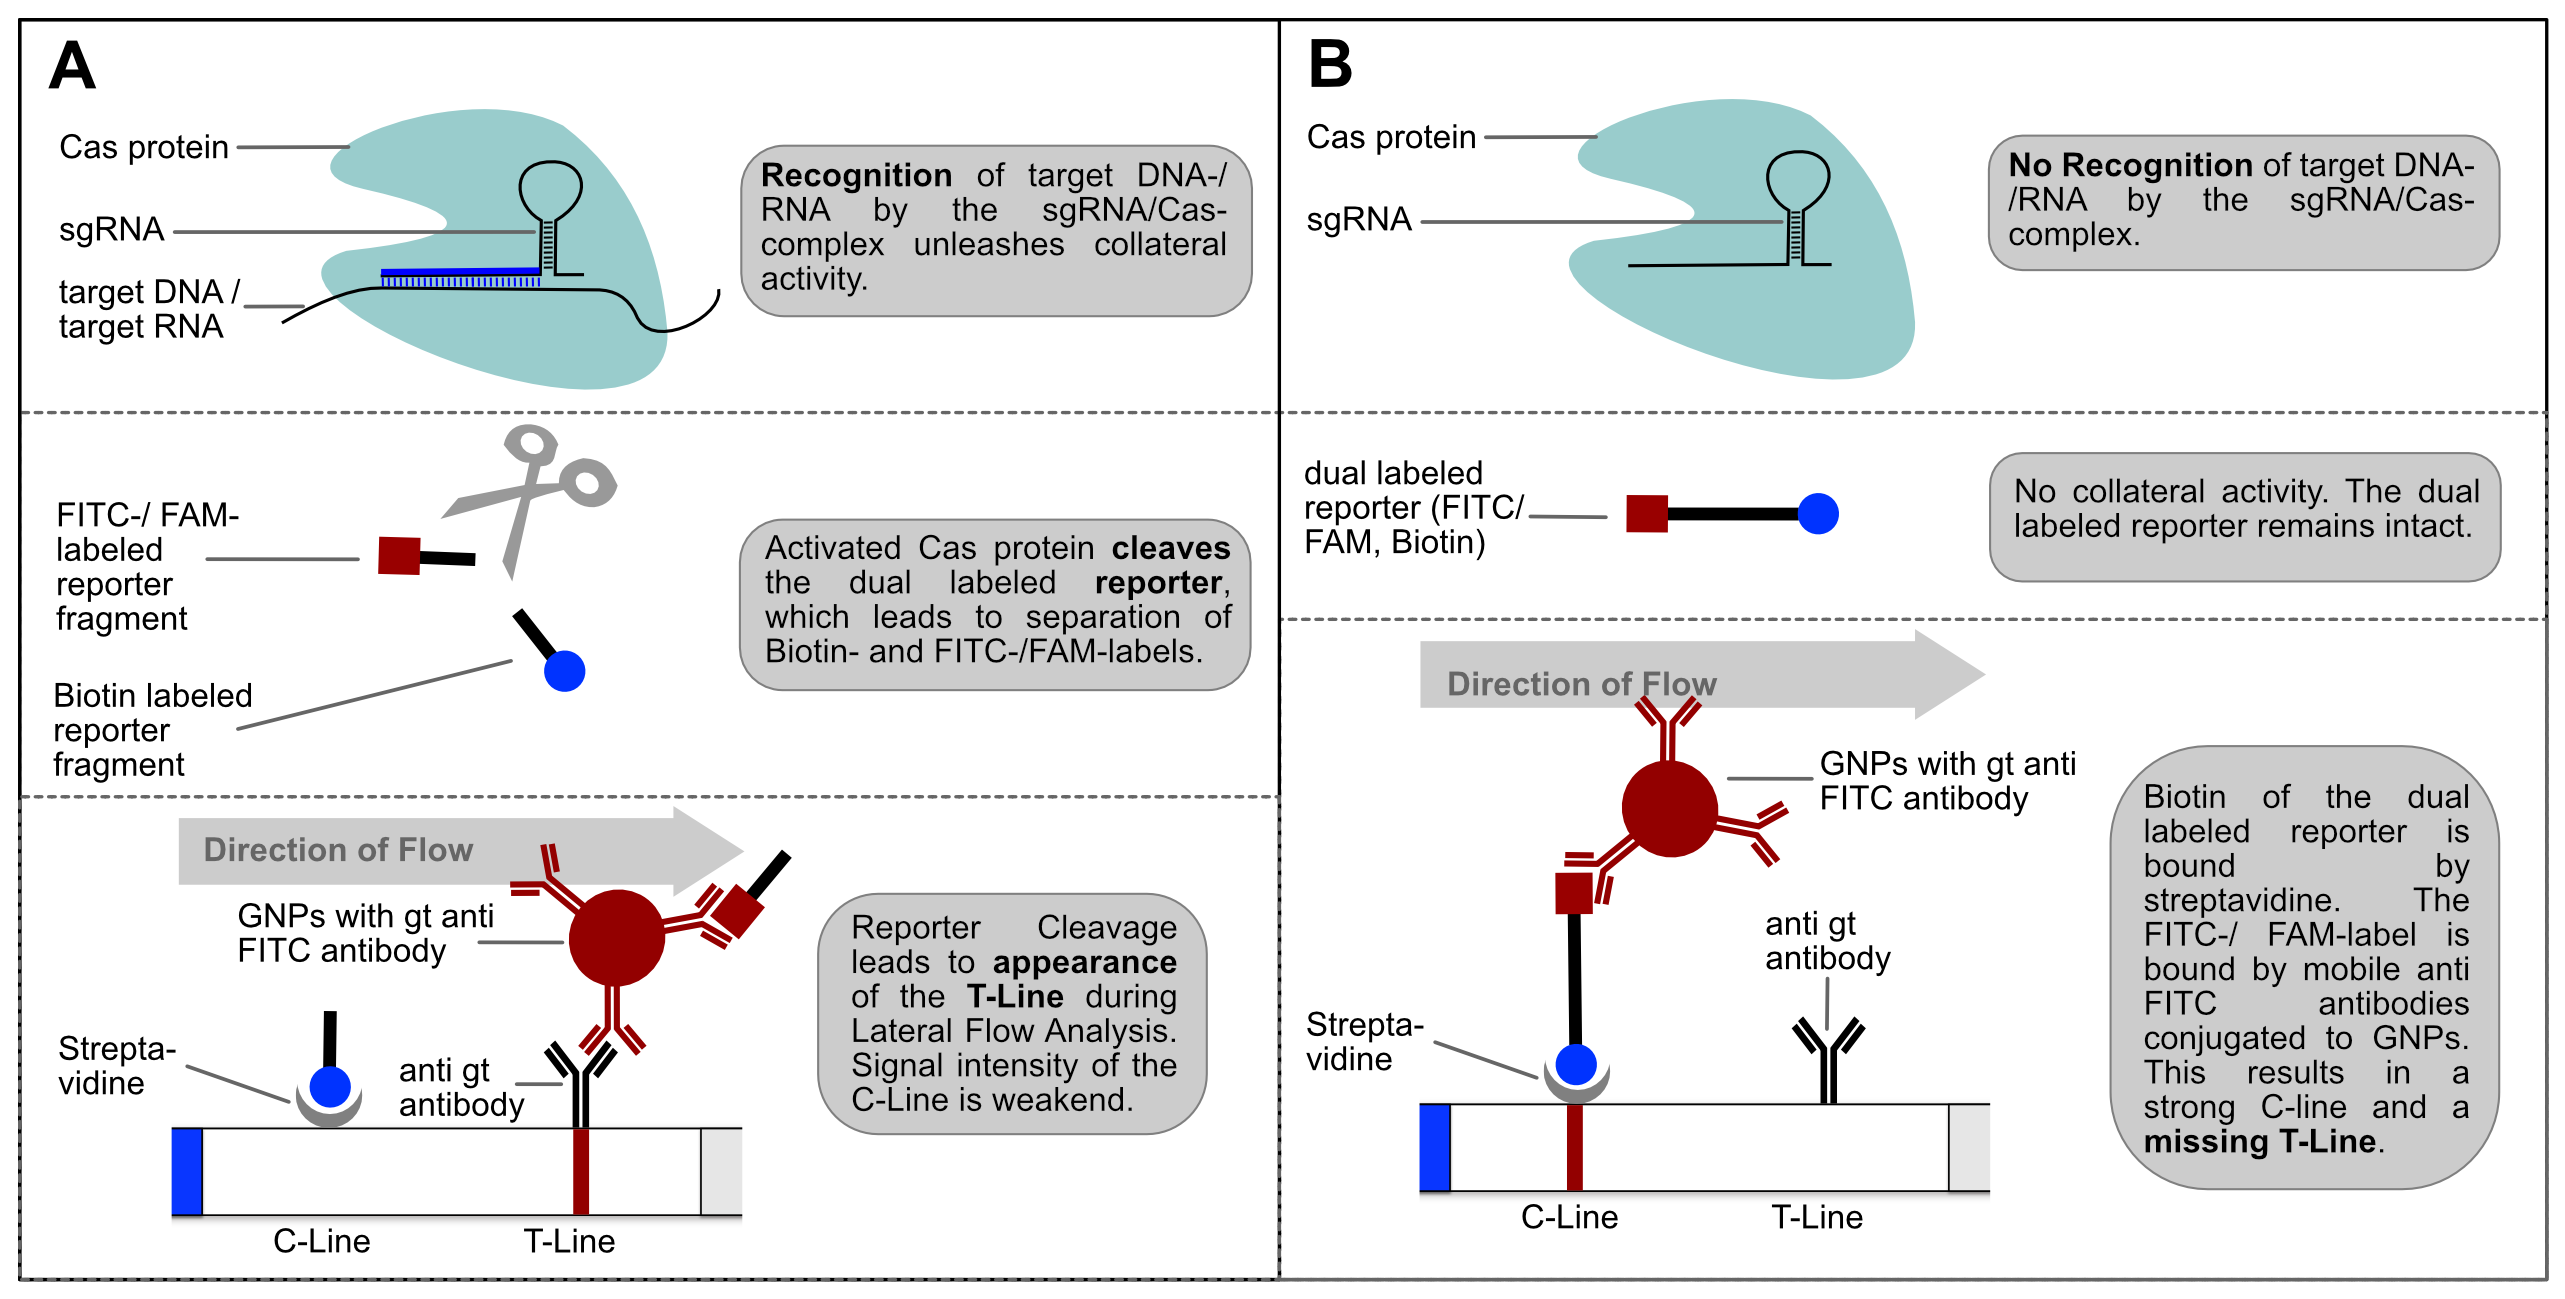 A
Cas protein
sgRNA
target DNA /
target RNA
Recognition of target DNA-/
RNA by the sgRNA/Cas-
complex unleashes collateral
activity.
FITC-/ FAM-
labeled
reporter
fragment
Biotin labeled
reporter
fragment
Activated Cas protein cleaves
the dual labeled reporter,
which leads to separation of
Biotin- and FITC-/FAM-labels.
Direction of Flow
GNPs with gt anti
FITC antibody
Strepta-
vidine
anti gt
antibody
C-Line
T-Line
Reporter Cleavage
leads to appearance
of the T-Line during
Lateral Flow Analysis.
Signal intensity of the
C-Line is weakend.
B
Cas protein
sgRNA
No Recognition of target DNA-
/RNA by the sgRNA/Cas-
complex.
dual labeled
reporter (FITC/
FAM, Biotin)
No collateral activity. The dual
labeled reporter remains intact.
Direction of Flow
GNPs with gt anti
FITC antibody
anti gt
antibody
Strepta-
vidine
C-Line
T-Line
Biotin of the dual
labeled reporter is
bound by
streptavidine. The
FITC-/ FAM-label is
bound by mobile anti
FITC antibodies
conjugated to GNPs.
This results in a
strong C-line and a
missing T-Line.